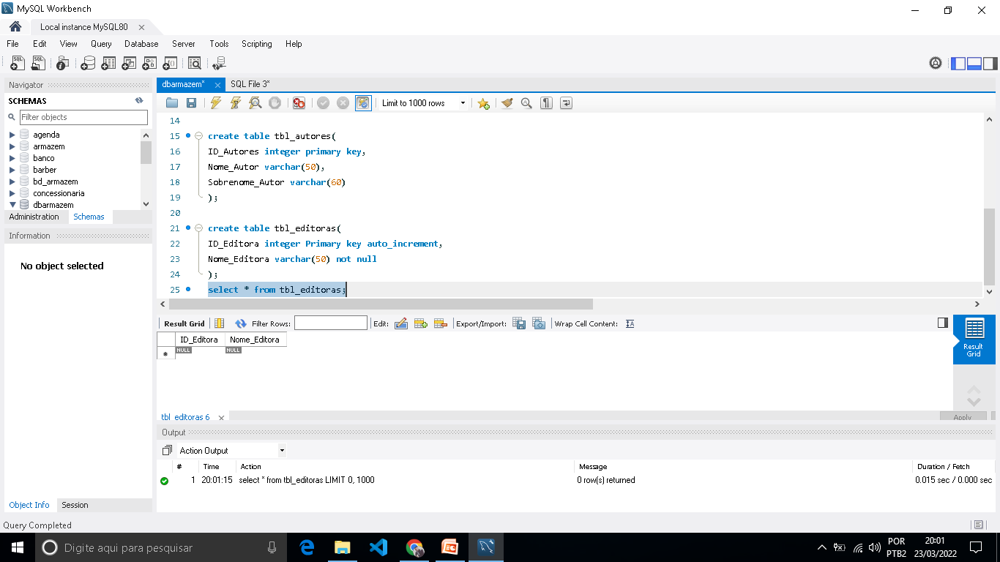 MySQL Workbench
Local instance MySQL80
File Edit View Query Database Server Tools Scripting Help
Navigator
SCHEMAS
Filter objects
agenda
armazem
banco
barber
bd_armazem
concessionaria
dbarmazem
Administration Schemas
Information
No object selected
Object Info Session
dbarmazem* SQL File 3*
Limit to 1000 rows
14
15 create table tbl_autores(
16 ID_Autores integer primary key,
17 Nome_Autor varchar(50),
18 Sobrenome_Autor varchar(60)
19 );
20
21 create table tbl_editoras(
22 ID_Editora integer Primary key auto_increment,
23 Nome_Editora varchar(50) not null
24 );
25 select * from tbl_editoras;
Result Grid Filter Rows: Edit: Export/Import: Wrap Cell Content:
ID_Editora Nome_Editora
* NULL NULL
Result Grid
tbl_editoras 6
Apply
Output
Action Output
# Time Action Message Duration / Fetch
1 20:01:15 select * from tbl_editoras LIMIT 0, 1000 0 row(s) returned 0.015 sec / 0.000 sec
Query Completed
Digite aqui para pesquisar
POR
PTB2
20:01
23/03/2022